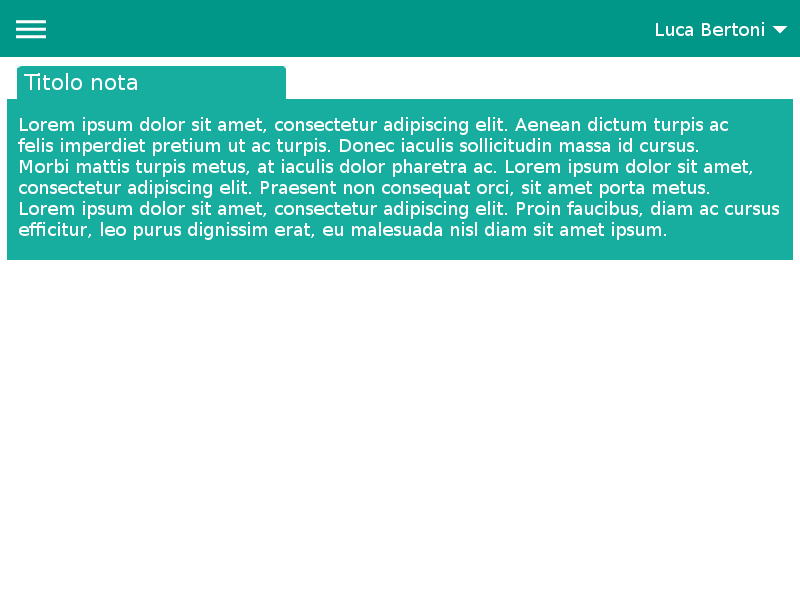 Luca Bertoni
Titolo nota
Lorem ipsum dolor sit amet, consectetur adipiscing elit. Aenean dictum turpis ac
felis imperdiet pretium ut ac turpis. Donec iaculis sollicitudin massa id cursus.
Morbi mattis turpis metus, at iaculis dolor pharetra ac. Lorem ipsum dolor sit amet,
consectetur adipiscing elit. Praesent non consequat orci, sit amet porta metus.
Lorem ipsum dolor sit amet, consectetur adipiscing elit. Proin faucibus, diam ac cursus
efficitur, leo purus dignissim erat, eu malesuada nisl diam sit amet ipsum.